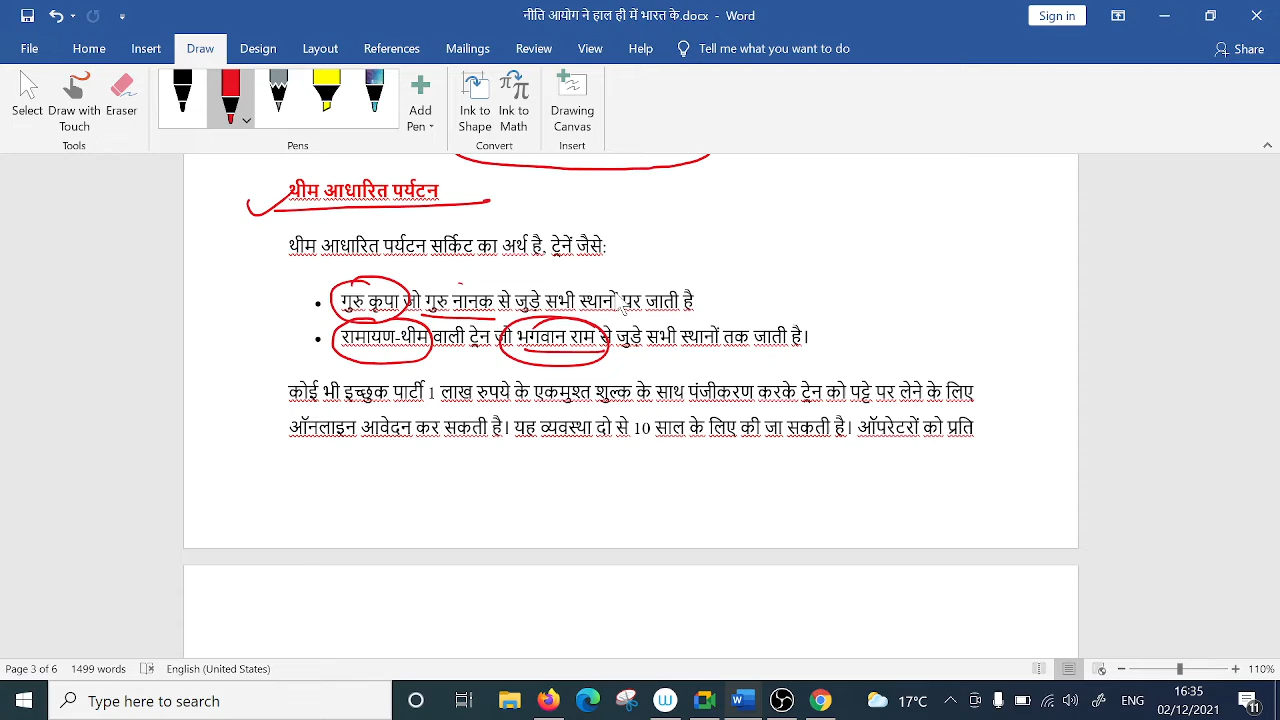 नीति आयोग ने हाल ही में भारत के.docx - Word
Sign in
File Home Insert Draw Design Layout References Mailings Review View Help Tell me what you want to do Share
Select Draw with Touch Eraser Add Pen Ink to Shape Ink to Math Drawing Canvas
Tools Pens Convert Insert
थीम आधारित पर्यटन
थीम आधारित पर्यटन सर्किट का अर्थ है, ट्रेनें जैसे:
• गुरु कृपा जो गुरु नानक से जुड़े सभी स्थानों पर जाती है
• रामायण-थीम वाली ट्रेन जो भगवान राम से जुड़े सभी स्थानों तक जाती है।
कोई भी इच्छुक पार्टी 1 लाख रुपये के एकमुश्त शुल्क के साथ पंजीकरण करके ट्रेन को पट्टे पर लेने के लिए
ऑनलाइन आवेदन कर सकती है। यह व्यवस्था दो से 10 साल के लिए की जा सकती है। ऑपरेटरों को प्रति
Page 3 of 6 1499 words English (United States) 110%
Type here to search 17°C ENG 16:35
02/12/2021 11